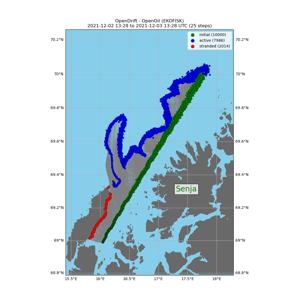 OpenDrift - OpenOil (EKOFISK)
2021-12-02 13:28 to 2021-12-03 13:28 UTC (25 steps)
initial (10000)
active (7986)
stranded (2014)
70.2°N
70.2°N
70°N
70°N
69.8°N
69.8°N
69.6°N
69.6°N
69.4°N
69.4°N
Senja
69.2°N
69.2°N
69°N
69°N
68.8°N
68.8°N
15.5°E
16°E
16.5°E
17°E
17.5°E
18°E